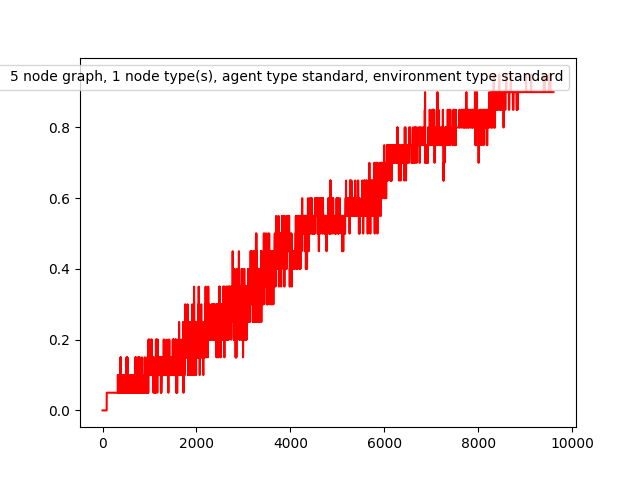 5 node graph, 1 node type(s), agent type standard, environment type standard
0.8
0.6
0.4
0.2
0.0
0 2000 4000 6000 8000 10000